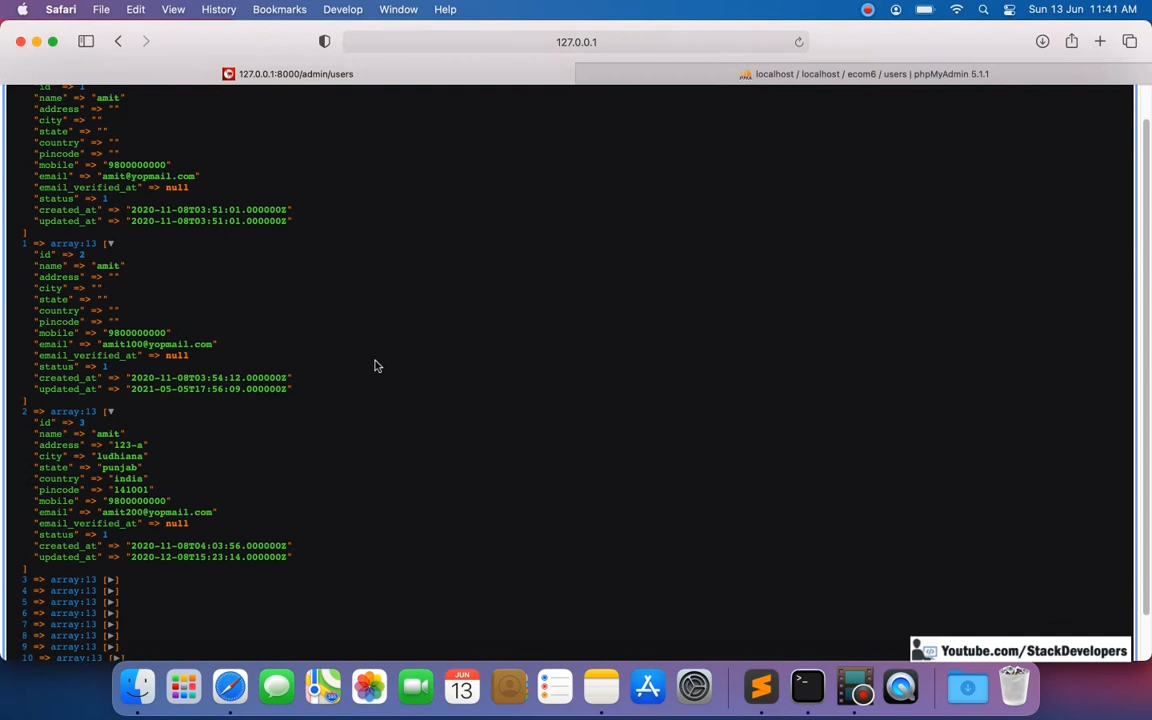 Safari File Edit View History Bookmarks Develop Window Help Sun 13 Jun 11:41 AM
127.0.0.1
127.0.0.1:8000/admin/users
localhost / localhost / ecom6 / users | phpMyAdmin 5.1.1
"id" => 1
"name" => "amit"
"address" => ""
"city" => ""
"state" => ""
"country" => ""
"pincode" => ""
"mobile" => "9800000000"
"email" => "amit@yopmail.com"
"email_verified_at" => null
"status" => 1
"created_at" => "2020-11-08T03:51:01.000000Z"
"updated_at" => "2020-11-08T03:51:01.000000Z"
]
1 => array:13 [▼
"id" => 2
"name" => "amit"
"address" => ""
"city" => ""
"state" => ""
"country" => ""
"pincode" => ""
"mobile" => "9800000000"
"email" => "amit100@yopmail.com"
"email_verified_at" => null
"status" => 1
"created_at" => "2020-11-08T03:54:12.000000Z"
"updated_at" => "2021-05-05T17:56:09.000000Z"
]
2 => array:13 [▼
"id" => 3
"name" => "amit"
"address" => "123-a"
"city" => "ludhiana"
"state" => "punjab"
"country" => "india"
"pincode" => "141001"
"mobile" => "9800000000"
"email" => "amit200@yopmail.com"
"email_verified_at" => null
"status" => 1
"created_at" => "2020-11-08T04:03:56.000000Z"
"updated_at" => "2020-12-08T15:23:14.000000Z"
]
3 => array:13 [▶]
4 => array:13 [▶]
5 => array:13 [▶]
6 => array:13 [▶]
7 => array:13 [▶]
8 => array:13 [▶]
9 => array:13 [▶]
10 => array:13 [▶]
Youtube.com/StackDevelopers
JUN
13